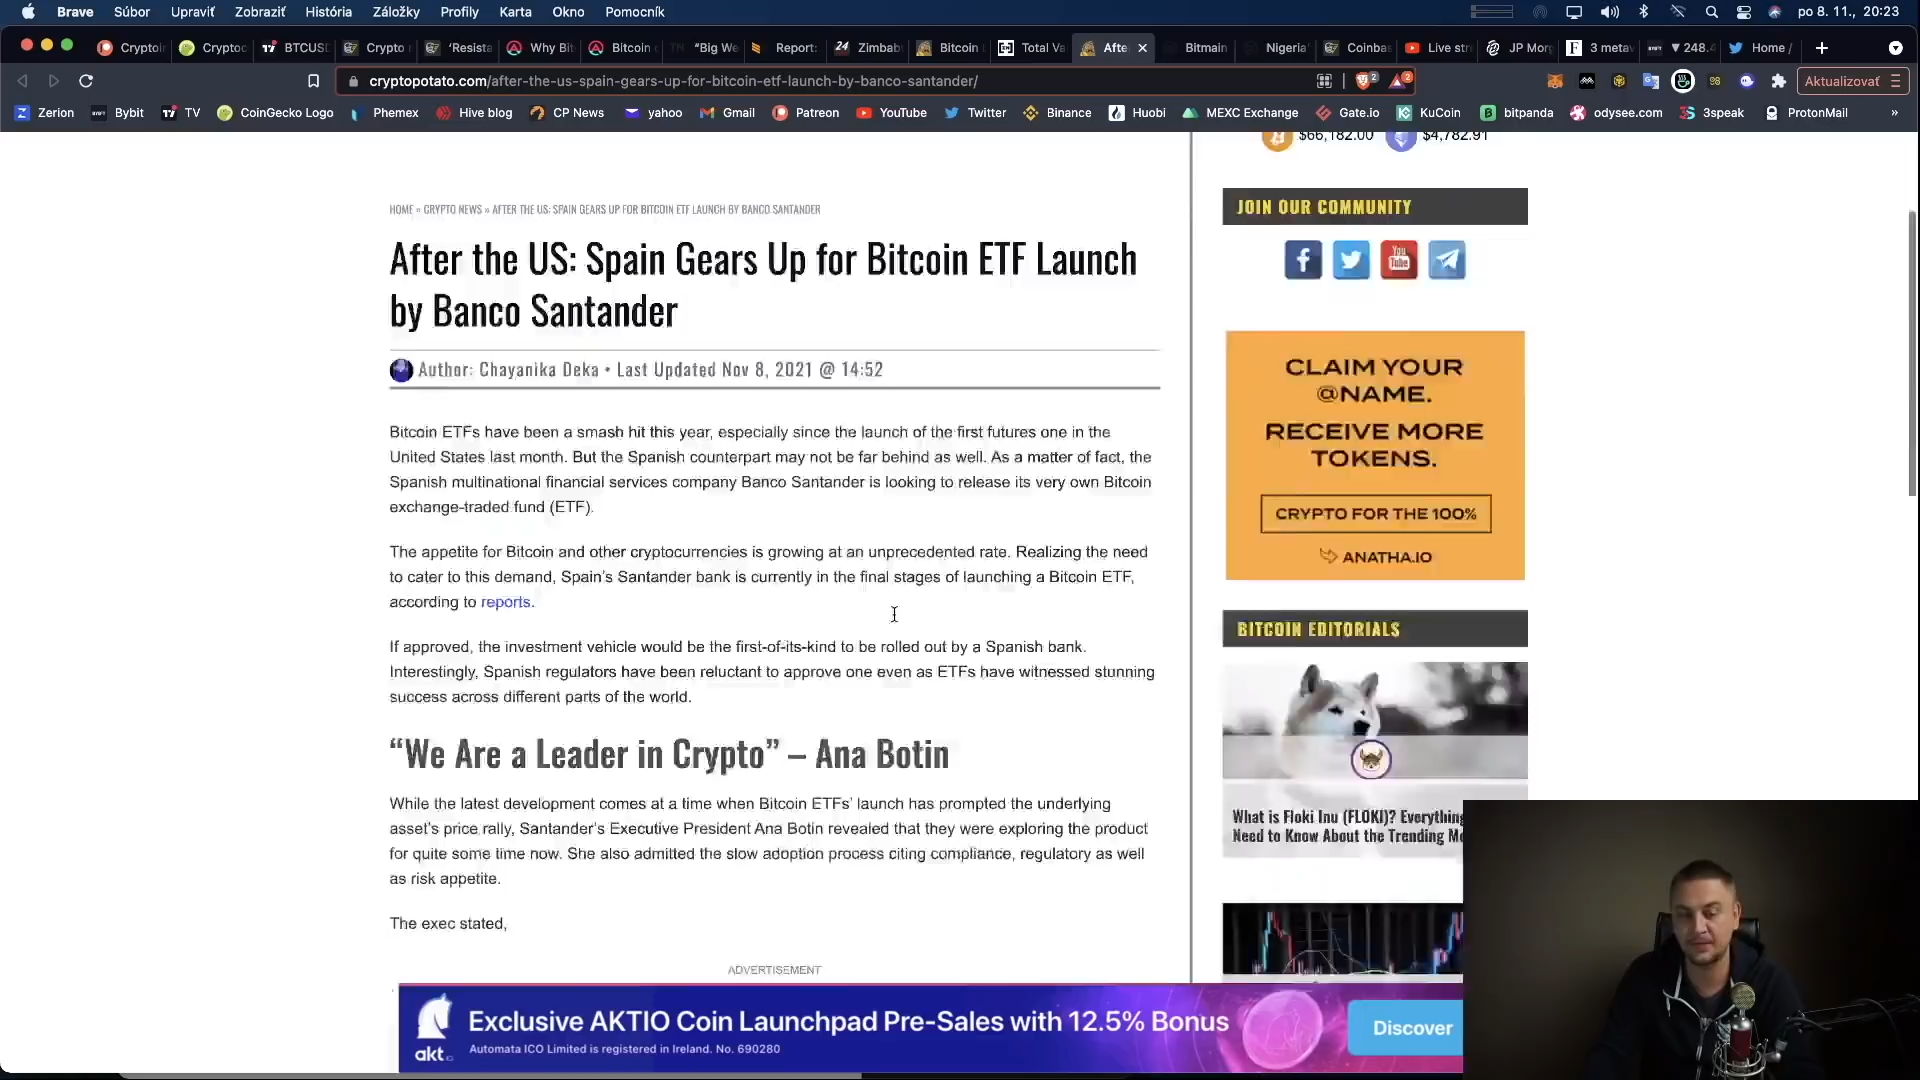 Brave Súbor Upraviť Zobraziť História Záložky Profily Karta Okno Pomocník po 8. 11., 20:23
Cryptoc BTCUS Crypto Why Bi Bitcoin "Big We Report: Zimbab Bitcoin Total Va After Bitmain Nigeria' Coinbas Live str JP Mor 3 metav 248. Home /
cryptopotato.com/after-the-us-spain-gears-up-for-bitcoin-etf-launch-by-banco-santander/ 2 2 Aktualizovať
Zerion Bybit TV CoinGecko Logo Phemex Hive blog CP News yahoo Gmail Patreon YouTube Twitter Binance Huobi MEXC Exchange Gate.io KuCoin bitpanda odysee.com 3speak ProtonMail »
$66,182.00 $4,782.91
HOME » CRYPTO NEWS » AFTER THE US: SPAIN GEARS UP FOR BITCOIN ETF LAUNCH BY BANCO SANTANDER
After the US: Spain Gears Up for Bitcoin ETF Launch
by Banco Santander
Author: Chayanika Deka • Last Updated Nov 8, 2021 @ 14:52
Bitcoin ETFs have been a smash hit this year, especially since the launch of the first futures one in the
United States last month. But the Spanish counterpart may not be far behind as well. As a matter of fact, the
Spanish multinational financial services company Banco Santander is looking to release its very own Bitcoin
exchange-traded fund (ETF).
The appetite for Bitcoin and other cryptocurrencies is growing at an unprecedented rate. Realizing the need
to cater to this demand, Spain's Santander bank is currently in the final stages of launching a Bitcoin ETF,
according to reports.
If approved, the investment vehicle would be the first-of-its-kind to be rolled out by a Spanish bank.
Interestingly, Spanish regulators have been reluctant to approve one even as ETFs have witnessed stunning
success across different parts of the world.
“We Are a Leader in Crypto” – Ana Botin
While the latest development comes at a time when Bitcoin ETFs' launch has prompted the underlying
asset's price rally, Santander's Executive President Ana Botin revealed that they were exploring the product
for quite some time now. She also admitted the slow adoption process citing compliance, regulatory as well
as risk appetite.
The exec stated,
ADVERTISEMENT
Exclusive AKTIO Coin Launchpad Pre-Sales with 12.5% Bonus
Automata ICO Limited is registered in Ireland. No. 690280
akt
Discover
JOIN OUR COMMUNITY
You
Tube
CLAIM YOUR
@NAME.
RECEIVE MORE
TOKENS.
CRYPTO FOR THE 100%
ANATHA.IO
BITCOIN EDITORIALS
What is Floki Inu (FLOKI)? Everything
Need to Know About the Trending Me